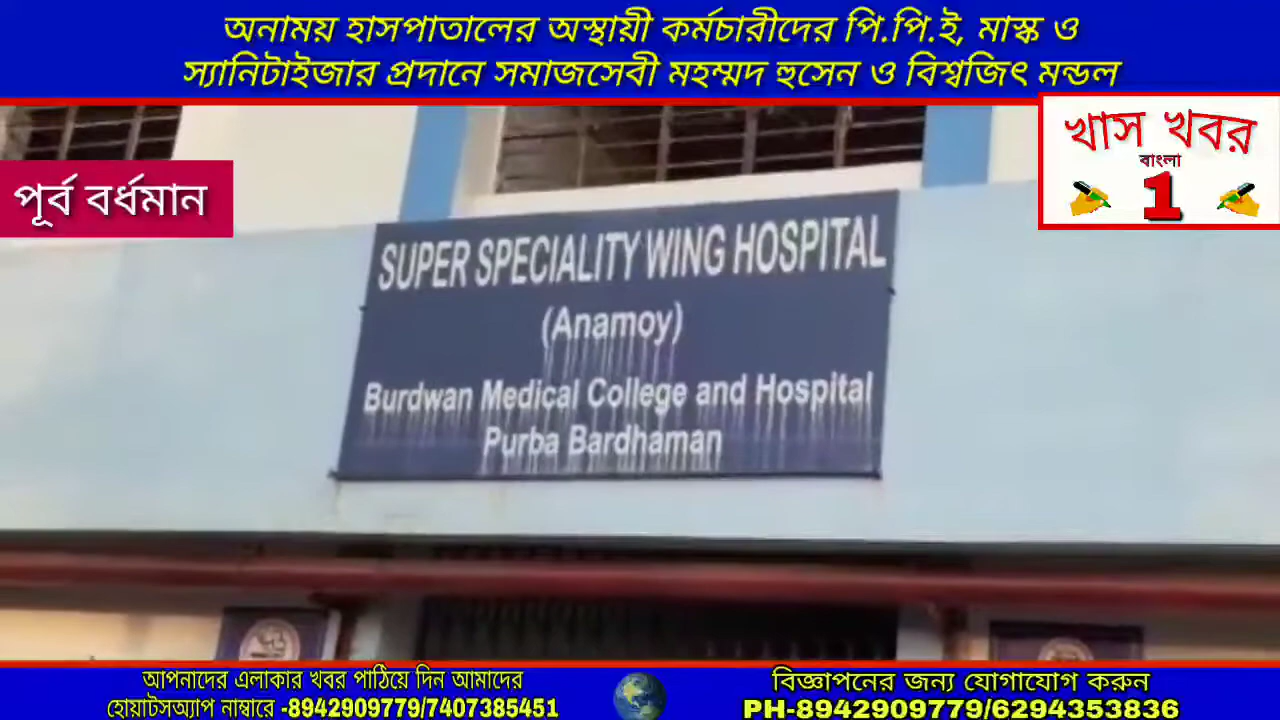 অনাময় হাসপাতালের অস্থায়ী কর্মচারীদের পি.পি.ই, মাস্ক ও
স্যানিটাইজার প্রদানে সমাজসেবী মহম্মদ হুসেন ও বিশ্বজিৎ মন্ডল
খাস খবর
বাংলা
1
পূর্ব বর্ধমান
SUPER SPECIALITY WING HOSPITAL
(Anamoy)
Burdwan Medical College and Hospital
Purba Bardhaman
আপনাদের এলাকার খবর পাঠিয়ে দিন আমাদের
হোয়াটসঅ্যাপ নাম্বারে -8942909779/7407385451
বিজ্ঞাপনের জন্য যোগাযোগ করুন
PH-8942909779/6294353836